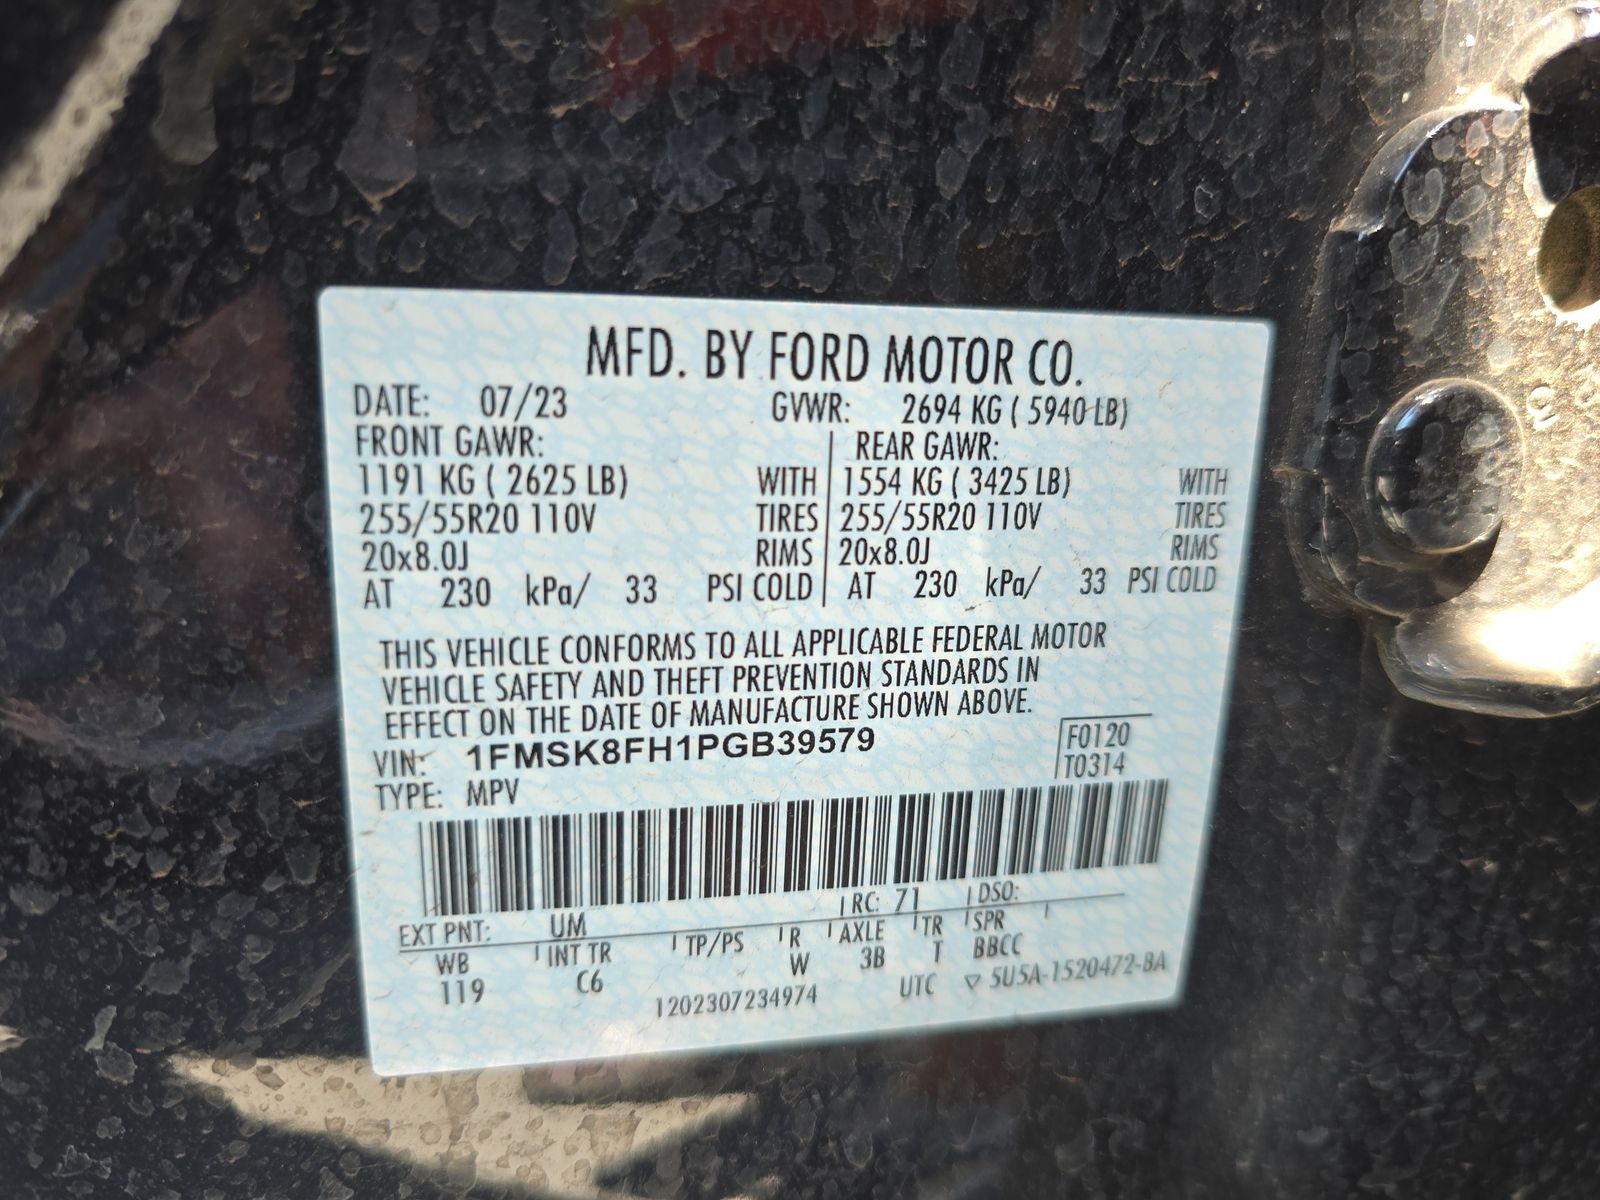 MFD. BY FORD MOTOR CO.
DATE: 07/23 GVWR: 2694 KG ( 5940 LB)
FRONT GAWR: REAR GAWR:
1191 KG ( 2625 LB) WITH 1554 KG ( 3425 LB) WITH
255/55R20 110V TIRES 255/55R20 110V TIRES
20x8.0J RIMS 20x8.0J RIMS
AT 230 kPa/ 33 PSI COLD AT 230 kPa/ 33 PSI COLD
THIS VEHICLE CONFORMS TO ALL APPLICABLE FEDERAL MOTOR
VEHICLE SAFETY AND THEFT PREVENTION STANDARDS IN
EFFECT ON THE DATE OF MANUFACTURE SHOWN ABOVE.
VIN: 1FMSK8FH1PGB39579 F0120
TYPE: MPV T0314
EXT PNT: UM RC: 71 DSO:
WB INT TR TP/PS R AXLE TR SPR
119 C6 W 3B T BBCC
1202307234974 UTC ▽ 5U5A-1520472-BA